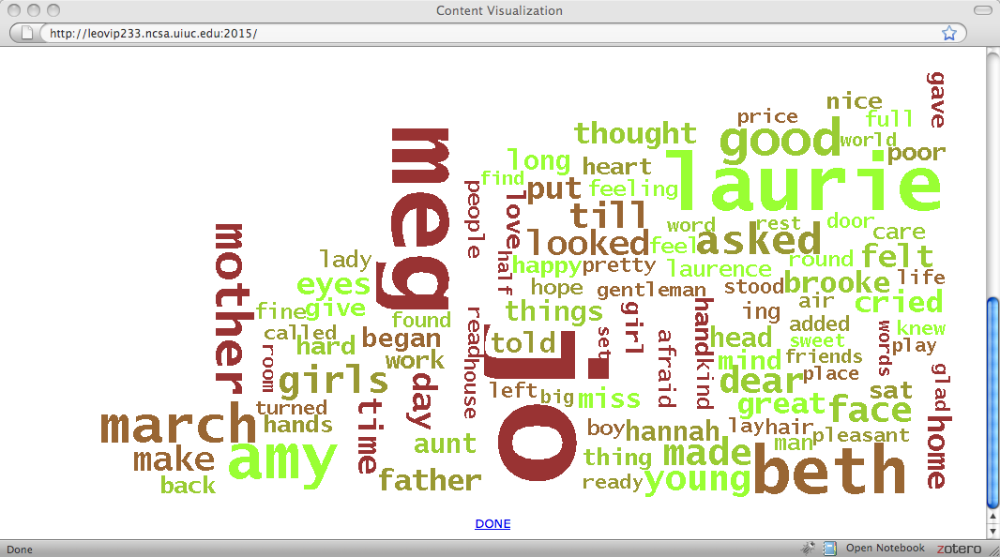 Content Visualization
http://leovip233.ncsa.uiuc.edu:2015/
gave
nice
price
full
thought
good
world
poor
long
heart
laurie
find
put
feeling
meg
people
love
till
word
rest
door
care
mother
looked
feel
asked
lady
half
happy
pretty
laurence
round
felt
eyes
hope
gentleman
stood
brooke
life
fine
give
found
things
girl
hand
ing
air
cried
called
hard
began
read
told
jo
set
afraid
head
added
sweet
words
knew
room
work
house
mind
friends
play
girls
day
left
big
miss
kind
dear
place
sat
glad
march
turned
hands
time
great
face
home
make
amy
aunt
boy
hannah
lay
hair
man
pleasant
back
father
thing
made
ready
young
beth
DONE
Done
Open Notebook
zotero